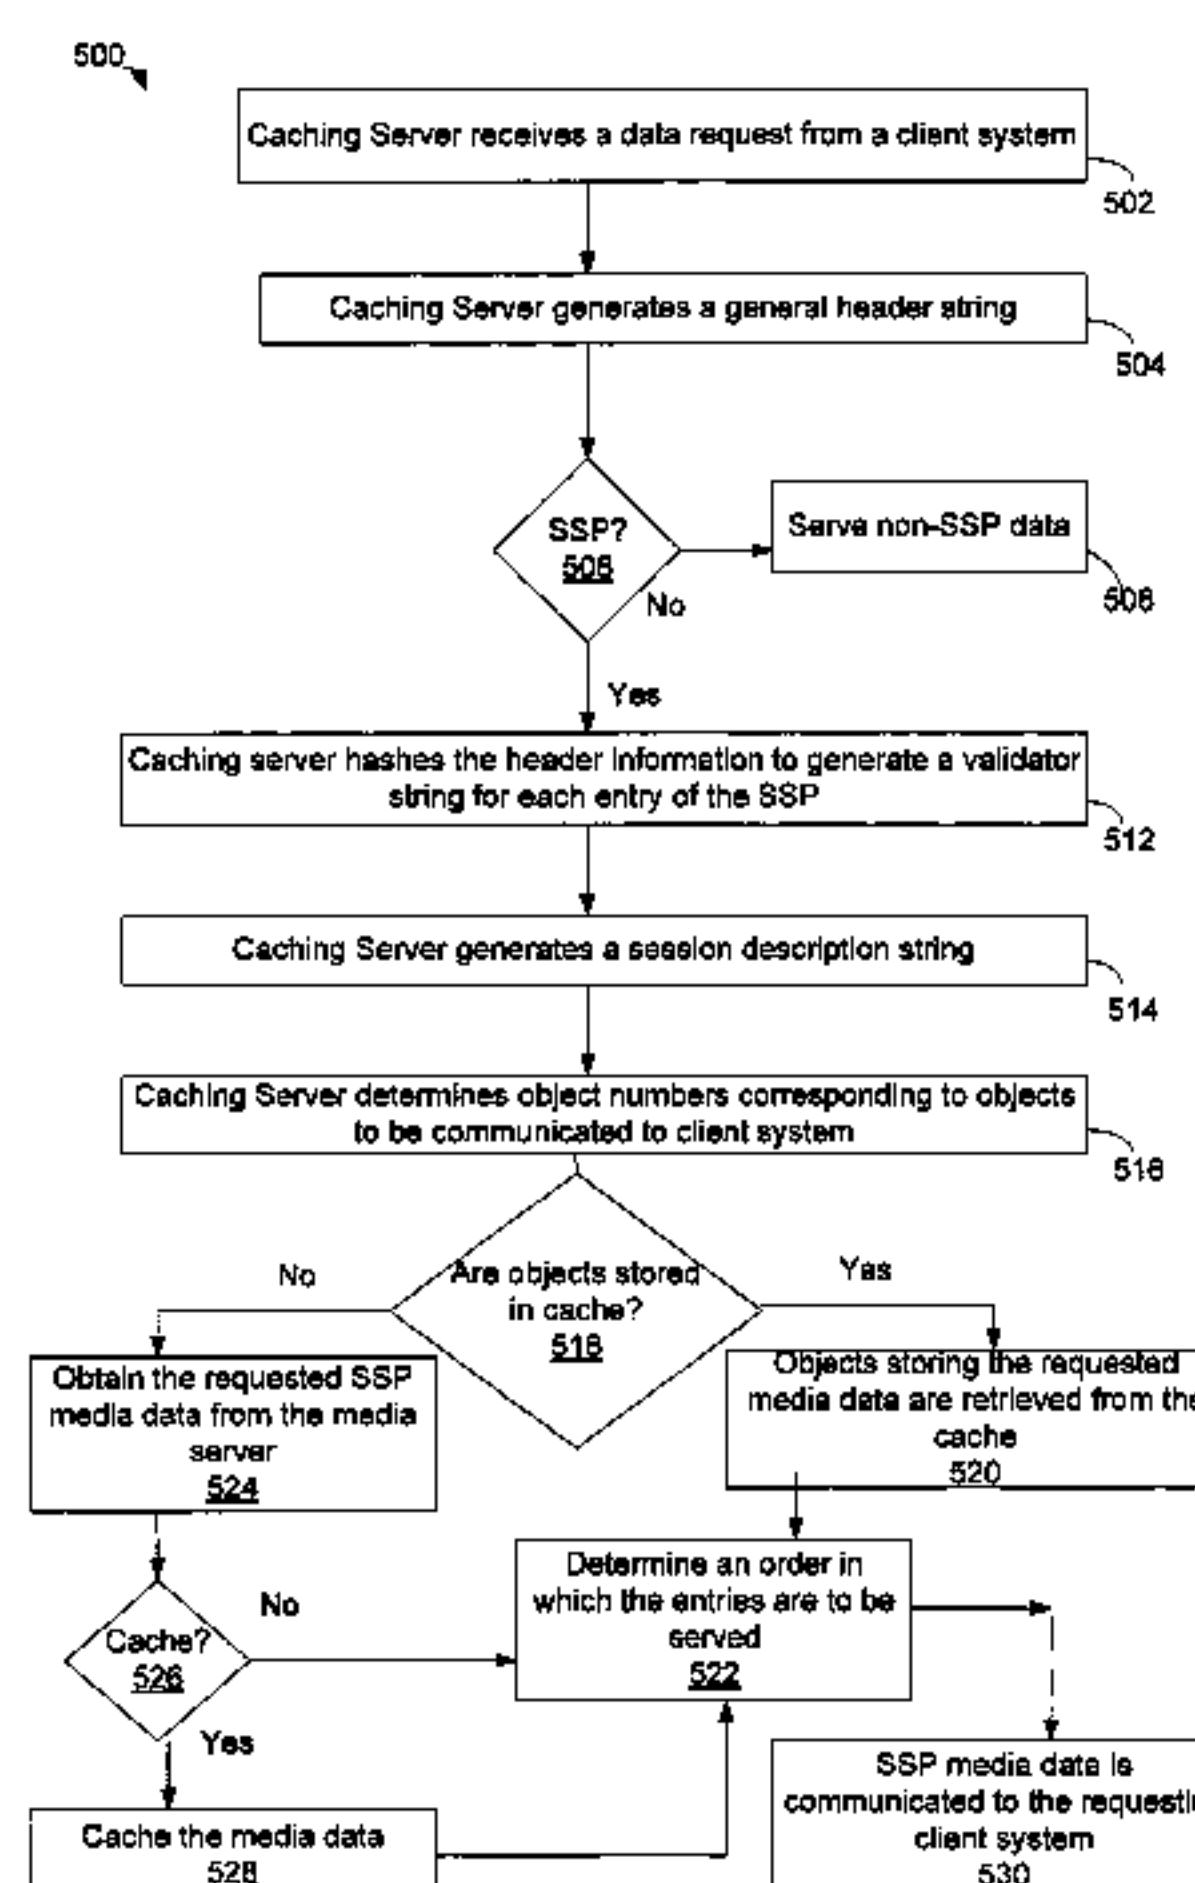 500
Caching Server receives a data request from a client system
502
Caching Server generates a general header string
504
SSP?
506
No
Serve non-SSP data
508
Yes
Caching server hashes the header information to generate a validator
string for each entry of the SSP
512
Caching Server generates a session description string
514
Caching Server determines object numbers corresponding to objects
to be communicated to client system
516
No
Are objects stored
in cache?
518
Yes
Obtain the requested SSP
media data from the media
server
524
Objects storing the requested
media data are retrieved from the
cache
520
Cache?
526
No
Determine an order in
which the entries are to be
served
522
Yes
Cache the media data
528
SSP media data is
communicated to the
client system
530